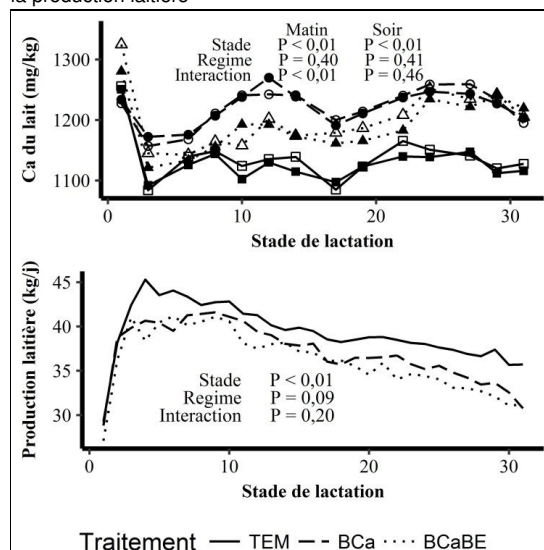 la production laitière
Matin Soir
Stade P < 0,01 P < 0,01
Regime P = 0,40 P = 0,41
Interaction P < 0,01 P = 0,46
Ca du lait (mg/kg)
1300
1200
1100
0 10 20 30
Stade de lactation
Production laitière (kg/j)
45
40
35
30
Stade P < 0,01
Regime P = 0,09
Interaction P = 0,20
0 10 20 30
Stade de lactation
Traitement TEM BCa BCaBE